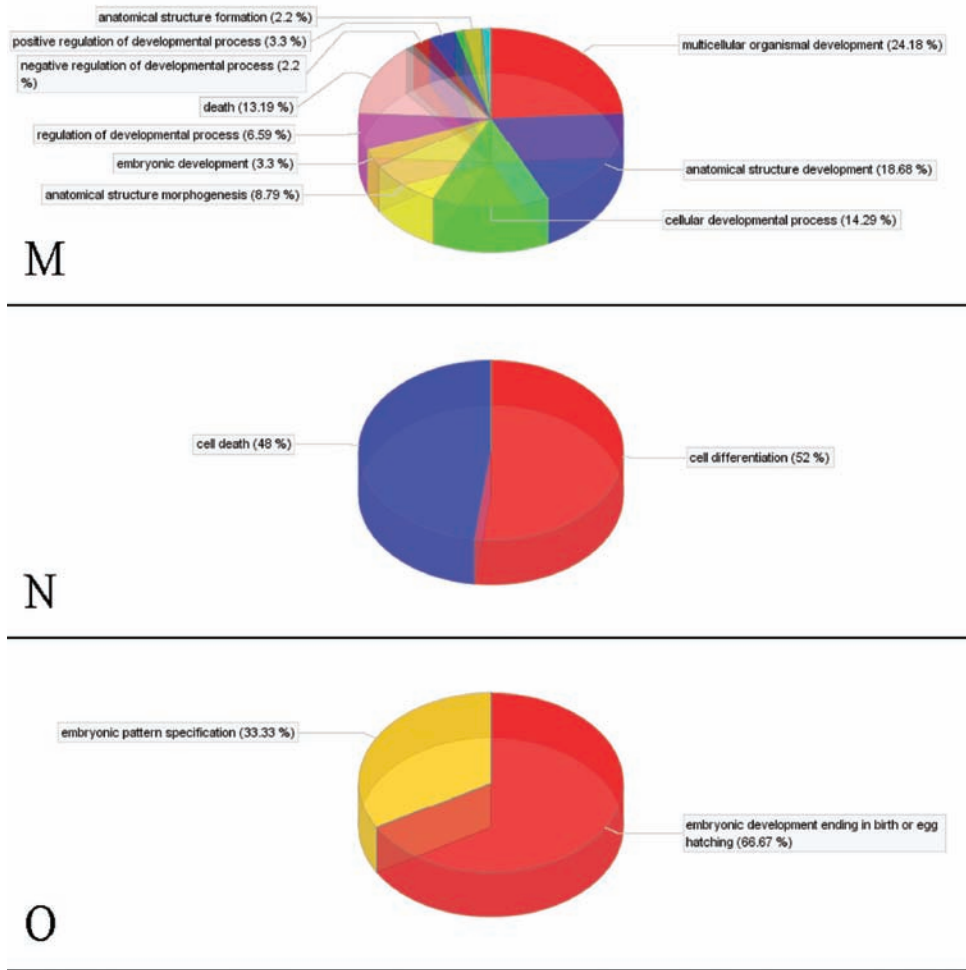 anatomical structure formation (2.2 %)
positive regulation of developmental process (3.3 %)
negative regulation of developmental process (2.2
%)
death (13.19 %)
regulation of developmental process (6.59 %)
embryonic development (3.3 %)
anatomical structure morphogenesis (8.79 %)
multicellular organismal development (24.18 %)
anatomical structure development (18.68 %)
cellular developmental process (14.29 %)
M
cell death (48 %)
cell differentiation (52 %)
N
embryonic pattern specification (33.33 %)
embryonic development ending in birth or egg
hatching (66.67 %)
O